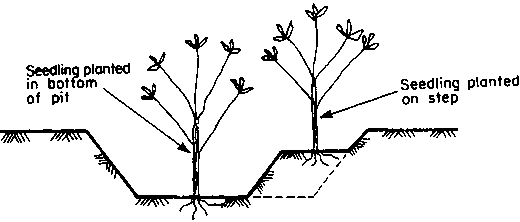 Seedling planted
in bottom
of pit
Seedling planted
on step